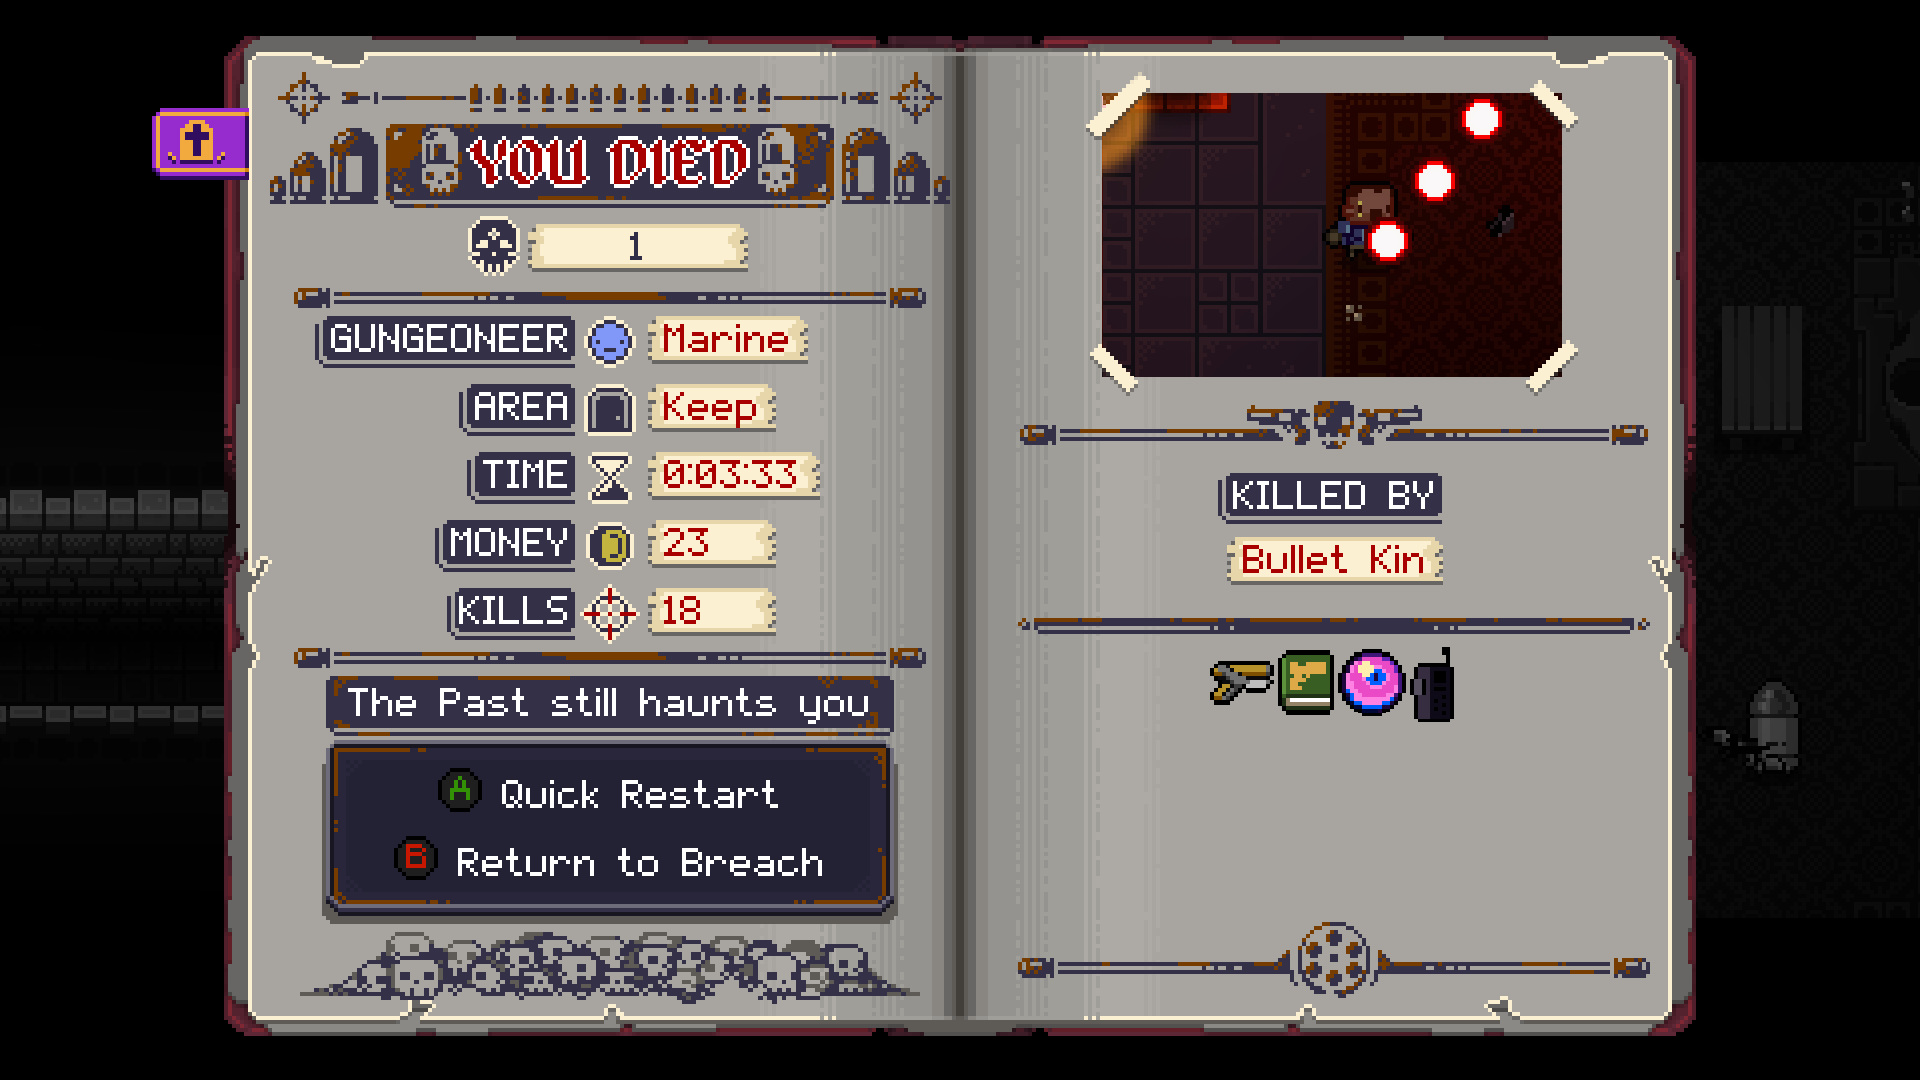 YOU DIED
1
GUNGEONEER Marine
AREA Keep
TIME 0:03:33
MONEY 23
KILLS 18
The Past still haunts you
A Quick Restart
B Return to Breach
KILLED BY
Bullet Kin